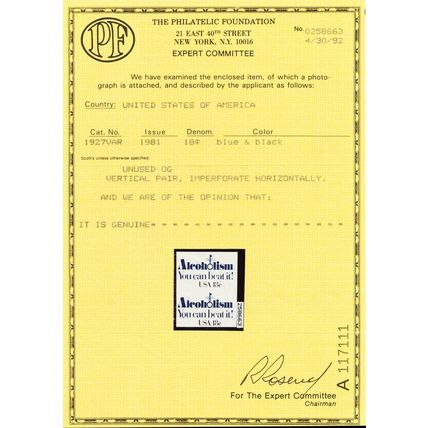 PF
THE PHILATELIC FOUNDATION
21 EAST 40TH STREET
NEW YORK, N.Y. 10016
EXPERT COMMITTEE
No. 0258663
4/30/92
We have examined the enclosed item, of which a photo-
graph is attached, and described by the applicant as follows:
Country: UNITED STATES OF AMERICA
Cat. No. Issue Denom. Color
1927VAR 1981 18¢ blue & black
Scott's unless otherwise specified
UNUSED OG
VERTICAL PAIR, IMPERFORATE HORIZONTALLY.
AND WE ARE OF THE OPINION THAT:
IT IS GENUINE
Alcoholism
You can beat it!
USA 18c
Alcoholism
You can beat it!
USA 18c
258663
A 117111
For The Expert Committee
Chairman